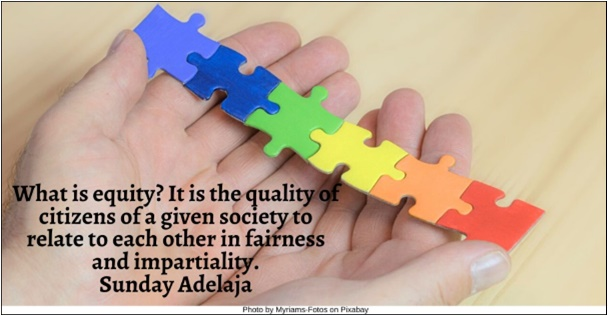 What is equity? It is the quality of
citizens of a given society to
relate to each other in fairness
and impartiality.
Sunday Adelaja
Photo by Myriams-Fotos on Pixabay